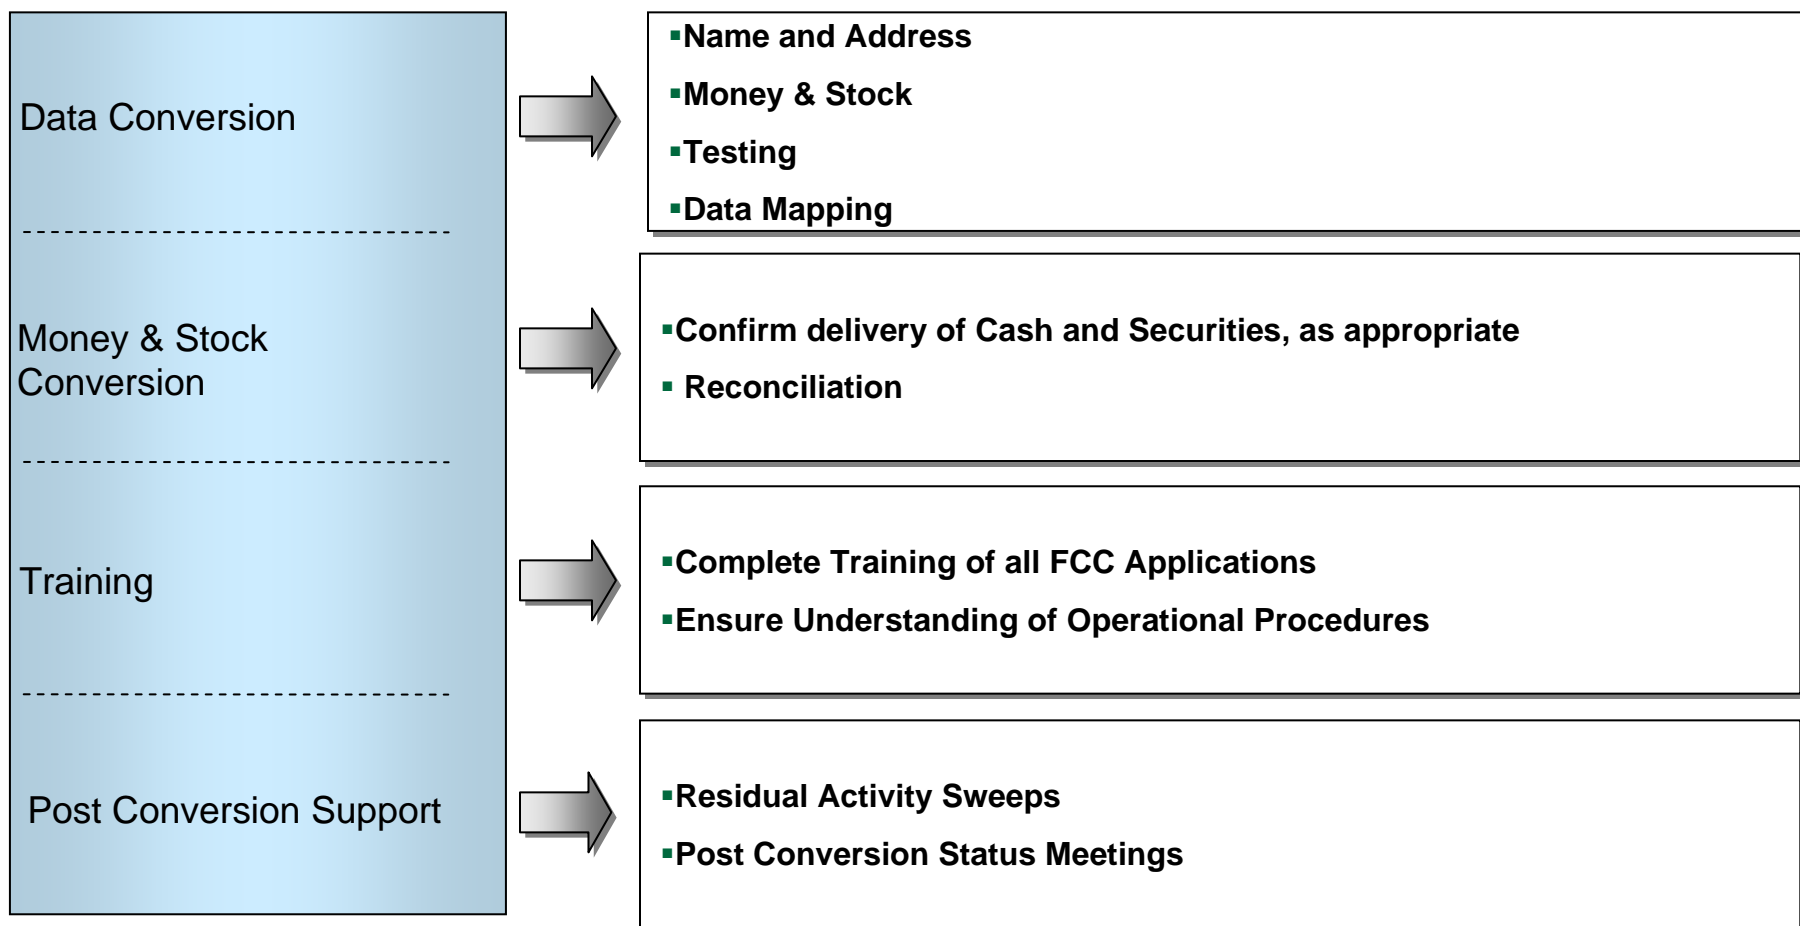 Data Conversion
▪Name and Address
▪Money & Stock
▪Testing
▪Data Mapping
Money & Stock
Conversion
▪Confirm delivery of Cash and Securities, as appropriate
▪ Reconciliation
Training
▪Complete Training of all FCC Applications
▪Ensure Understanding of Operational Procedures
Post Conversion Support
▪Residual Activity Sweeps
▪Post Conversion Status Meetings